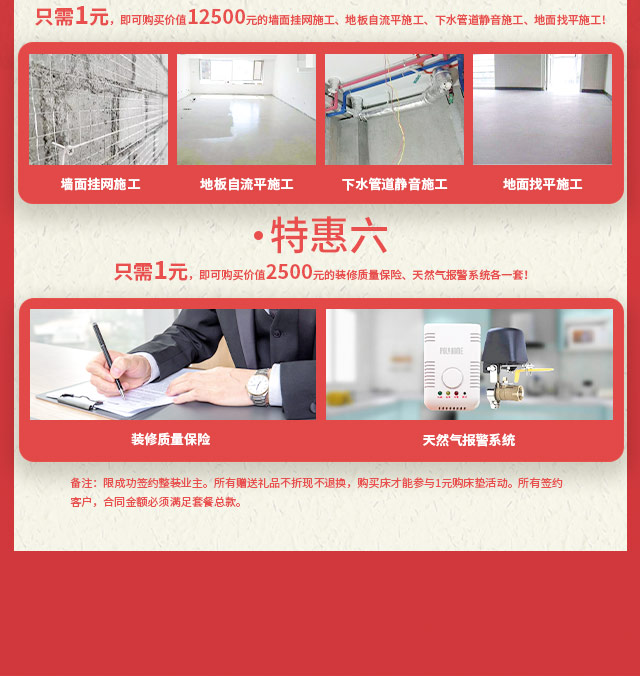 只需1元，即可购买价值12500元的墙面挂网施工、地板自流平施工、下水管道静音施工、地面找平施工！
墙面挂网施工 地板自流平施工 下水管道静音施工 地面找平施工
·特惠六
只需1元，即可购买价值2500元的装修质量保险、天然气报警系统各一套！
装修质量保险 天然气报警系统
备注：限成功签约整装业主。所有赠送礼品不折现不退换，购买床才能参与1元购床垫活动。所有签约
客户，合同金额必须满足套餐总款。